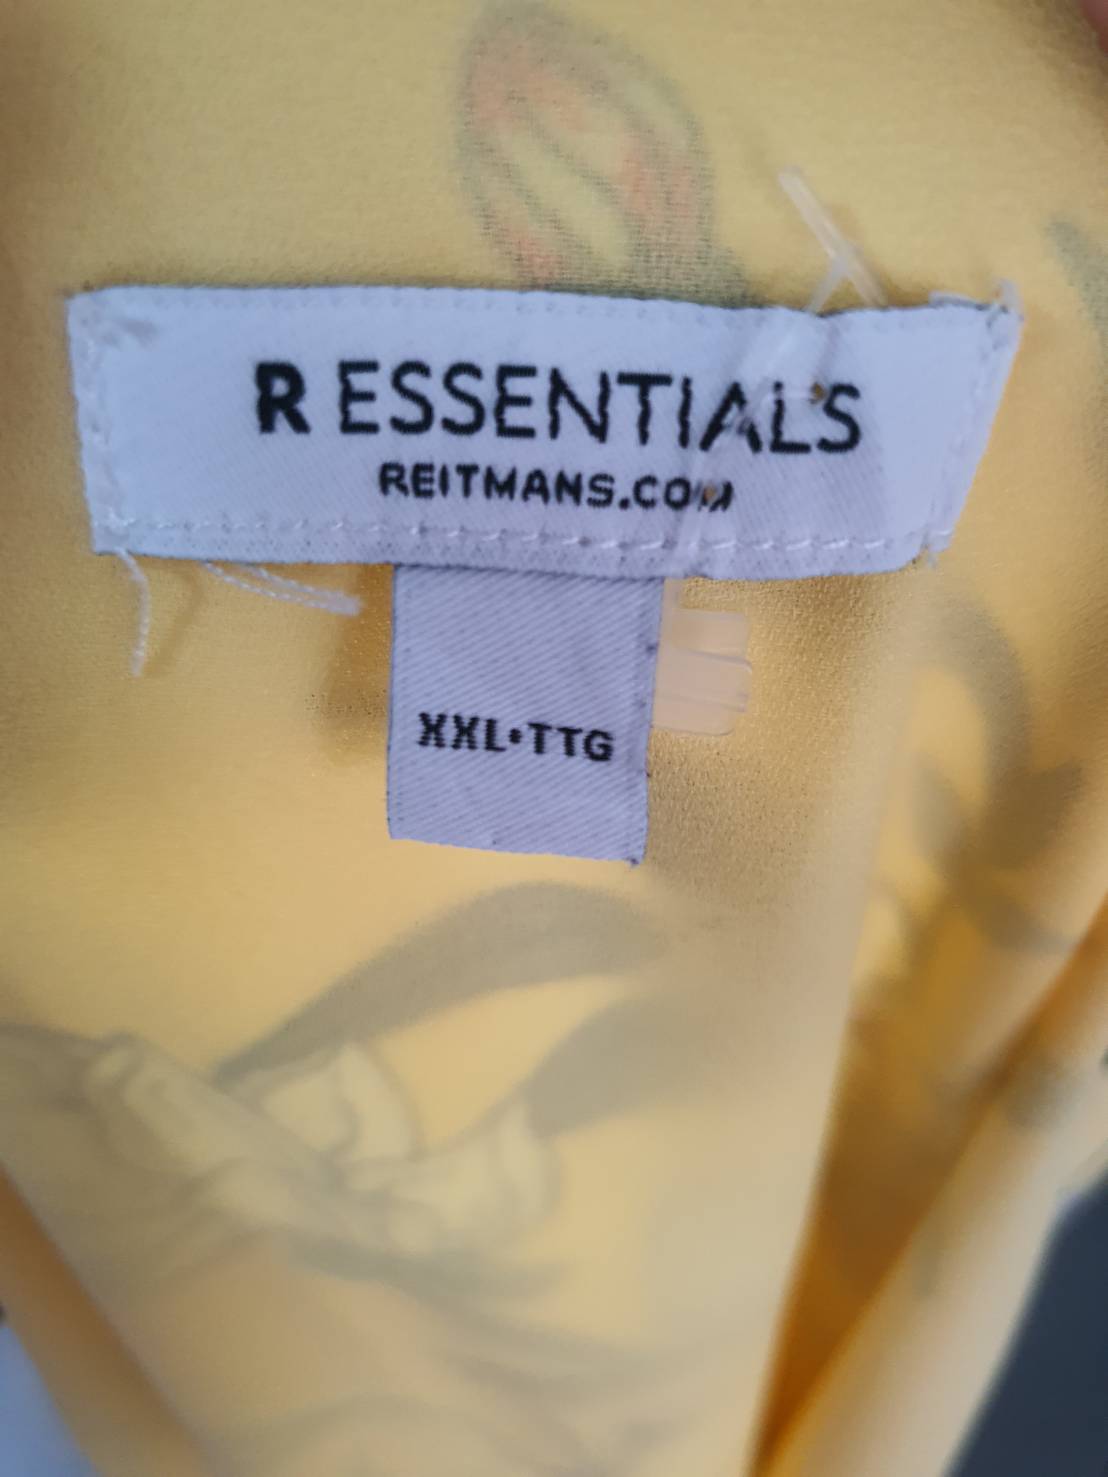 R ESSENTIALS
REITMANS.COM
XXL•TTG